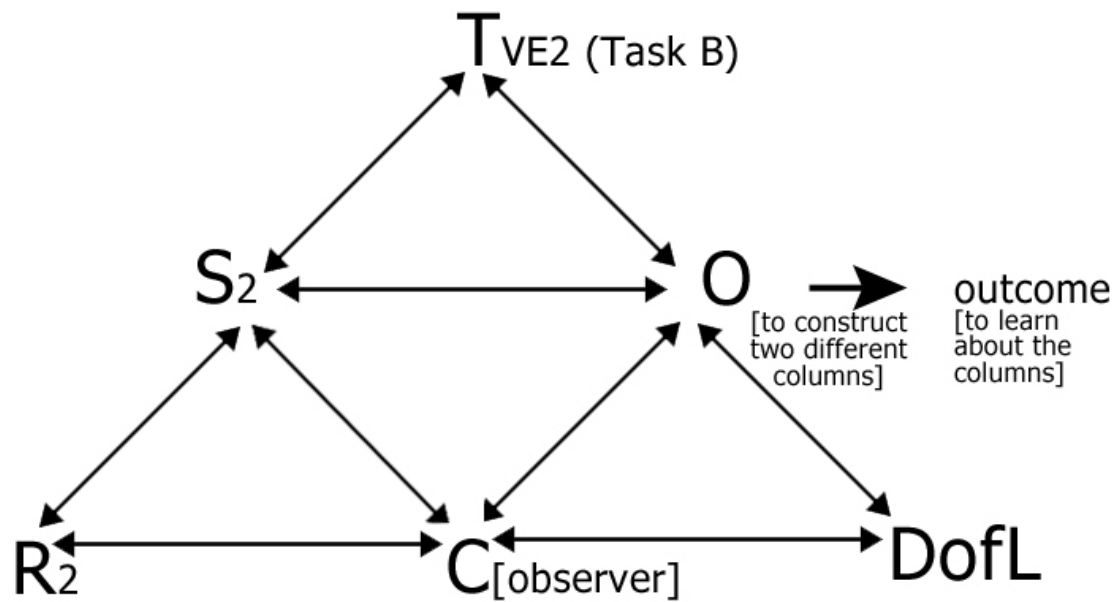 TVE2 (Task B)
S2
O
outcome
[to construct
two different
columns]
[to learn
about the
columns]
R2
C[observer]
DofL